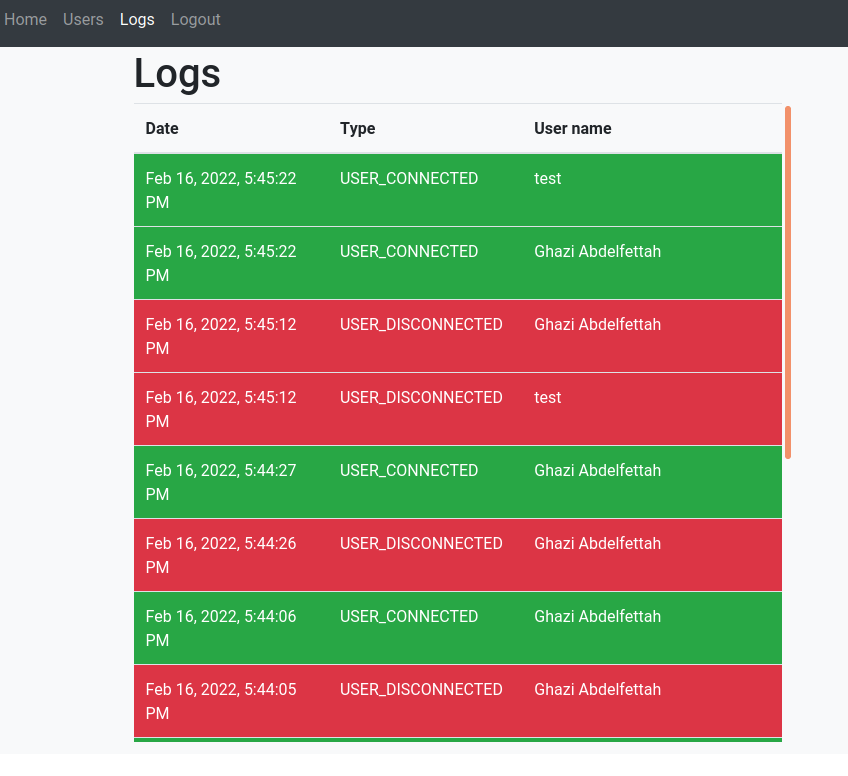 Home Users Logs Logout
Logs
Date Type User name
Feb 16, 2022, 5:45:22 USER_CONNECTED test
PM
Feb 16, 2022, 5:45:22 USER_CONNECTED Ghazi Abdelfettah
PM
Feb 16, 2022, 5:45:12 USER_DISCONNECTED Ghazi Abdelfettah
PM
Feb 16, 2022, 5:45:12 USER_DISCONNECTED test
PM
Feb 16, 2022, 5:44:27 USER_CONNECTED Ghazi Abdelfettah
PM
Feb 16, 2022, 5:44:26 USER_DISCONNECTED Ghazi Abdelfettah
PM
Feb 16, 2022, 5:44:06 USER_CONNECTED Ghazi Abdelfettah
PM
Feb 16, 2022, 5:44:05 USER_DISCONNECTED Ghazi Abdelfettah
PM